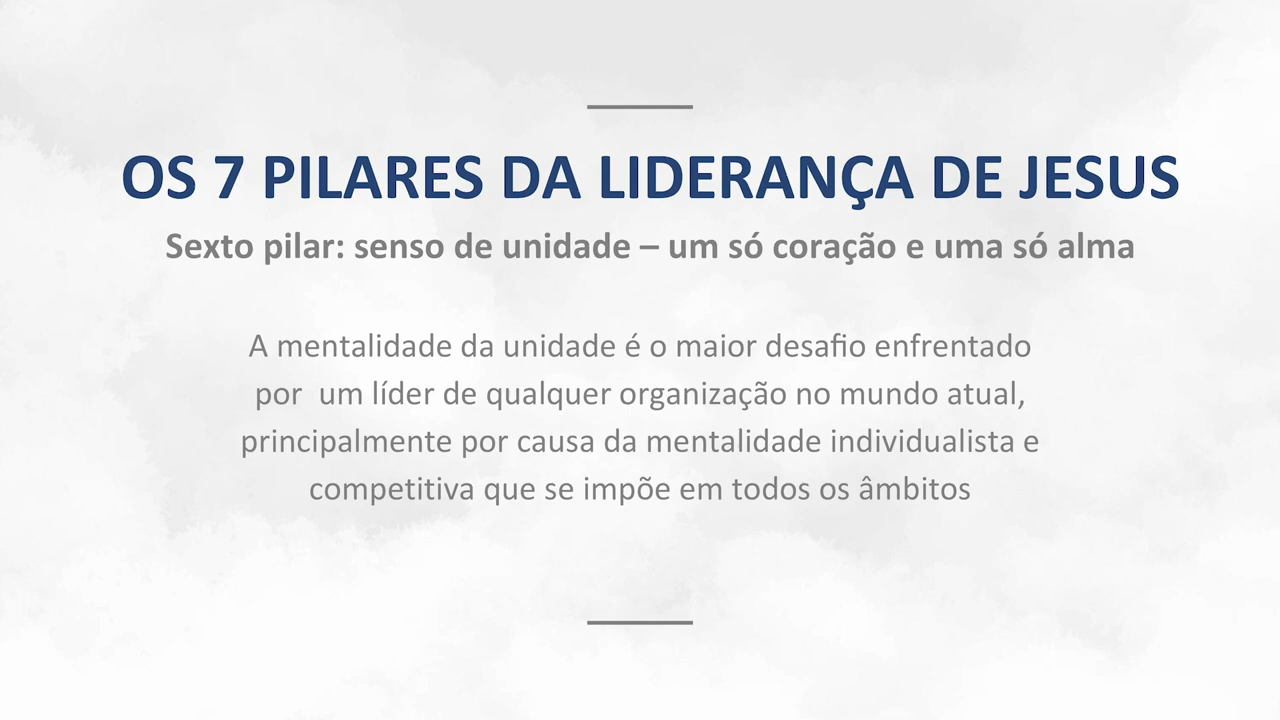 OS 7 PILARES DA LIDERANÇA DE JESUS
Sexto pilar: senso de unidade – um só coração e uma só alma
A mentalidade da unidade é o maior desafio enfrentado
por  um líder de qualquer organização no mundo atual,
principalmente por causa da mentalidade individualista e
competitiva que se impõe em todos os âmbitos